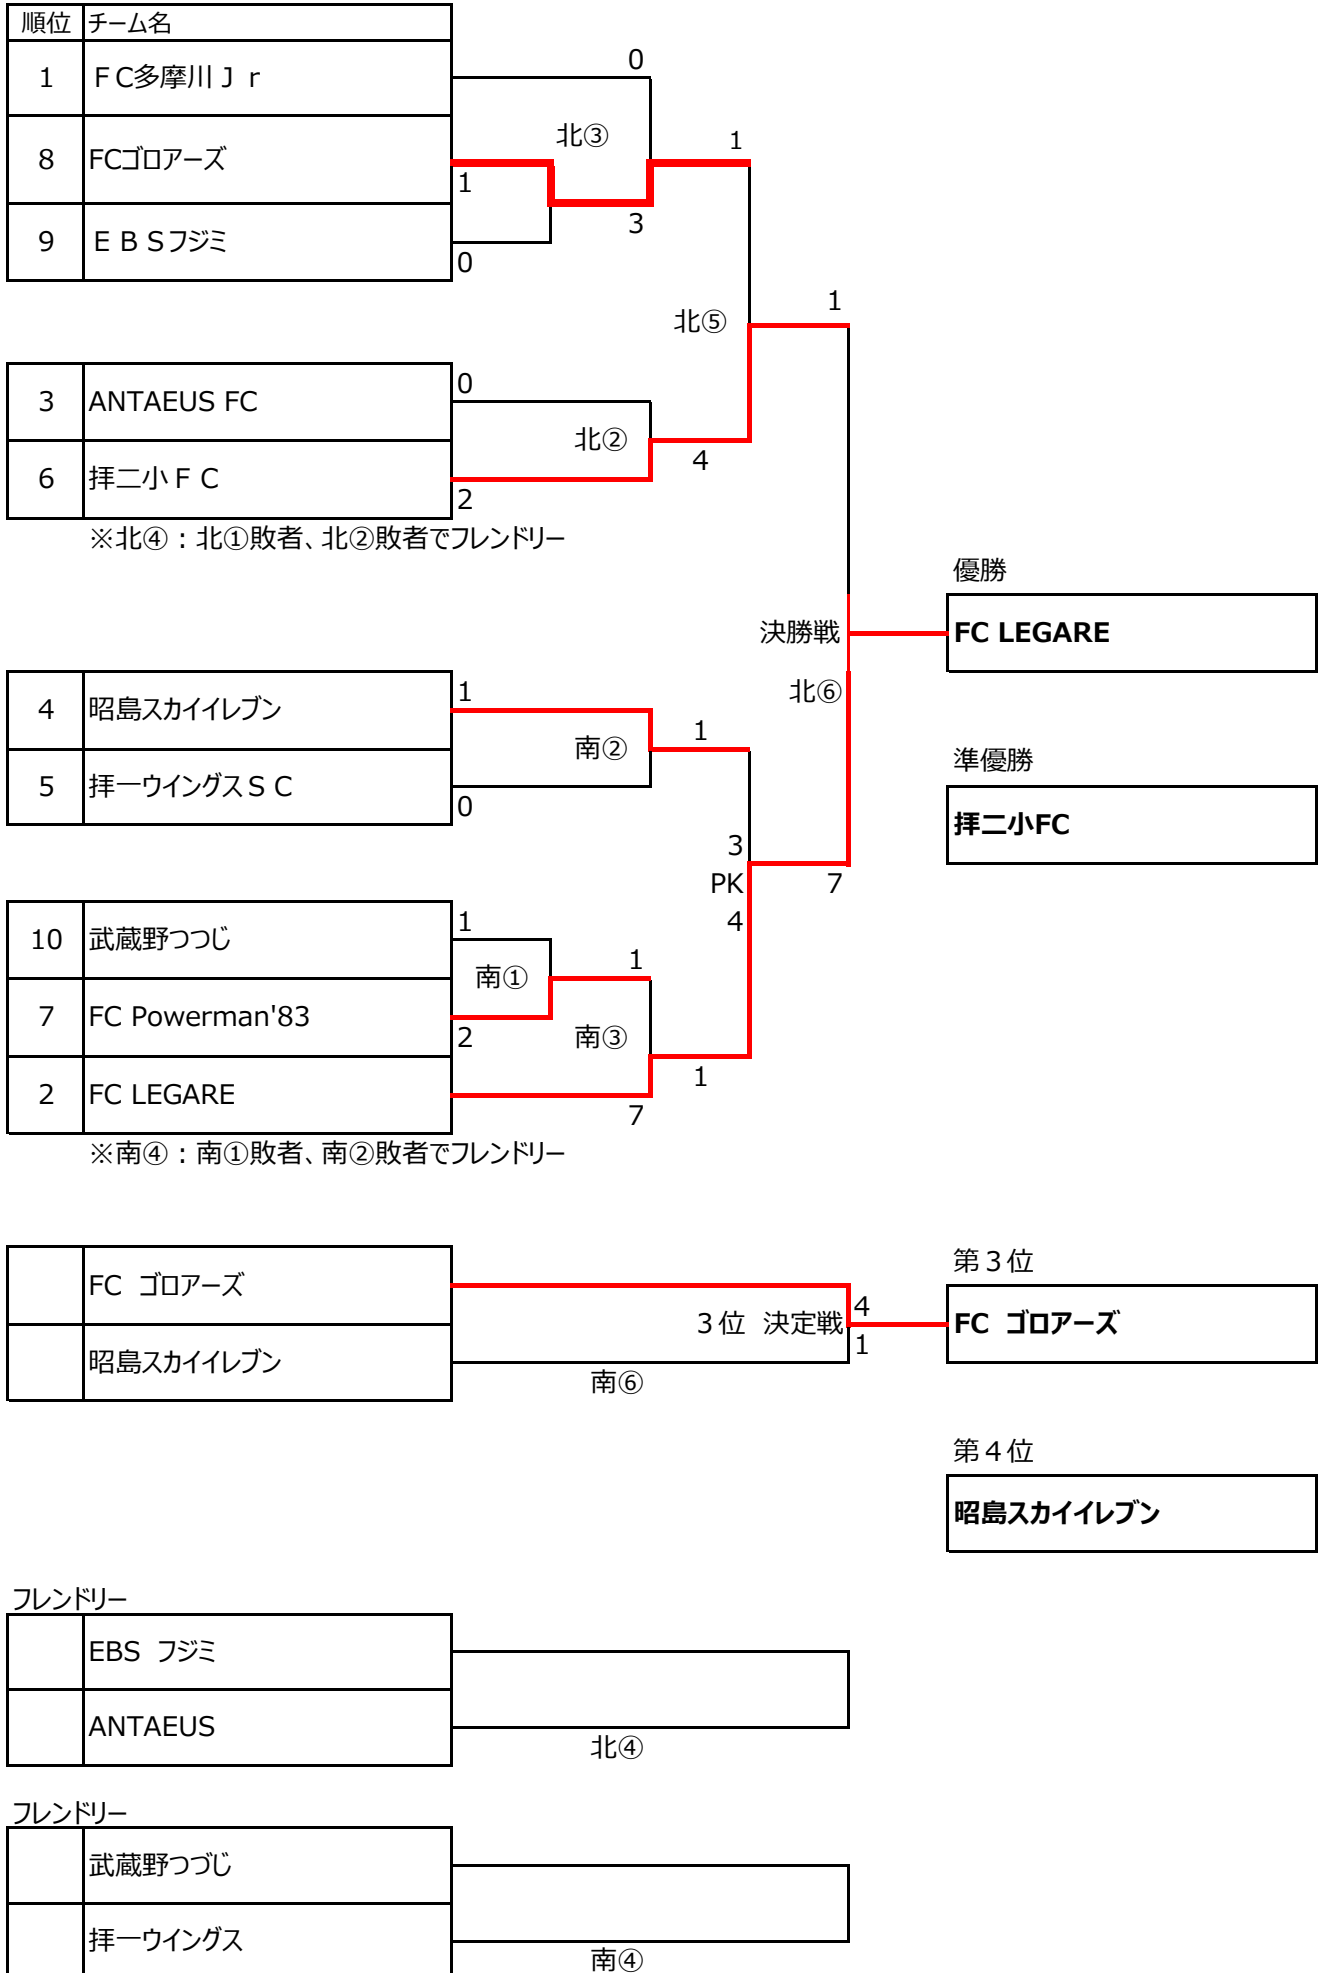 順位 チーム名
0
1 ＦC多摩川Ｊｒ
北③
1
8 FCゴロアーズ
1
3
9 ＥＢＳフジミ
0
1
北⑤
0
3 ANTAEUS FC
北②
4
6 拝二小ＦＣ
2
※北④：北①敗者、北②敗者でフレンドリー
優勝
決勝戦
FC LEGARE
北⑥
1
4 昭島スカイイレブン
1
南②
準優勝
5 拝一ウイングスＳＣ
0
拝二小FC
3
PK
7
4
1
10 武蔵野つつじ
1
南①
7 FC Powerman'83
2
南③
1
2 FC LEGARE
7
※南④：南①敗者、南②敗者でフレンドリー
第３位
FC ゴロアーズ
4
３位 決定戦
FC ゴロアーズ
1
昭島スカイイレブン
南⑥
第４位
昭島スカイイレブン
フレンドリー
EBS フジミ
ANTAEUS
北④
フレンドリー
武蔵野つづじ
拝一ウイングス
南④